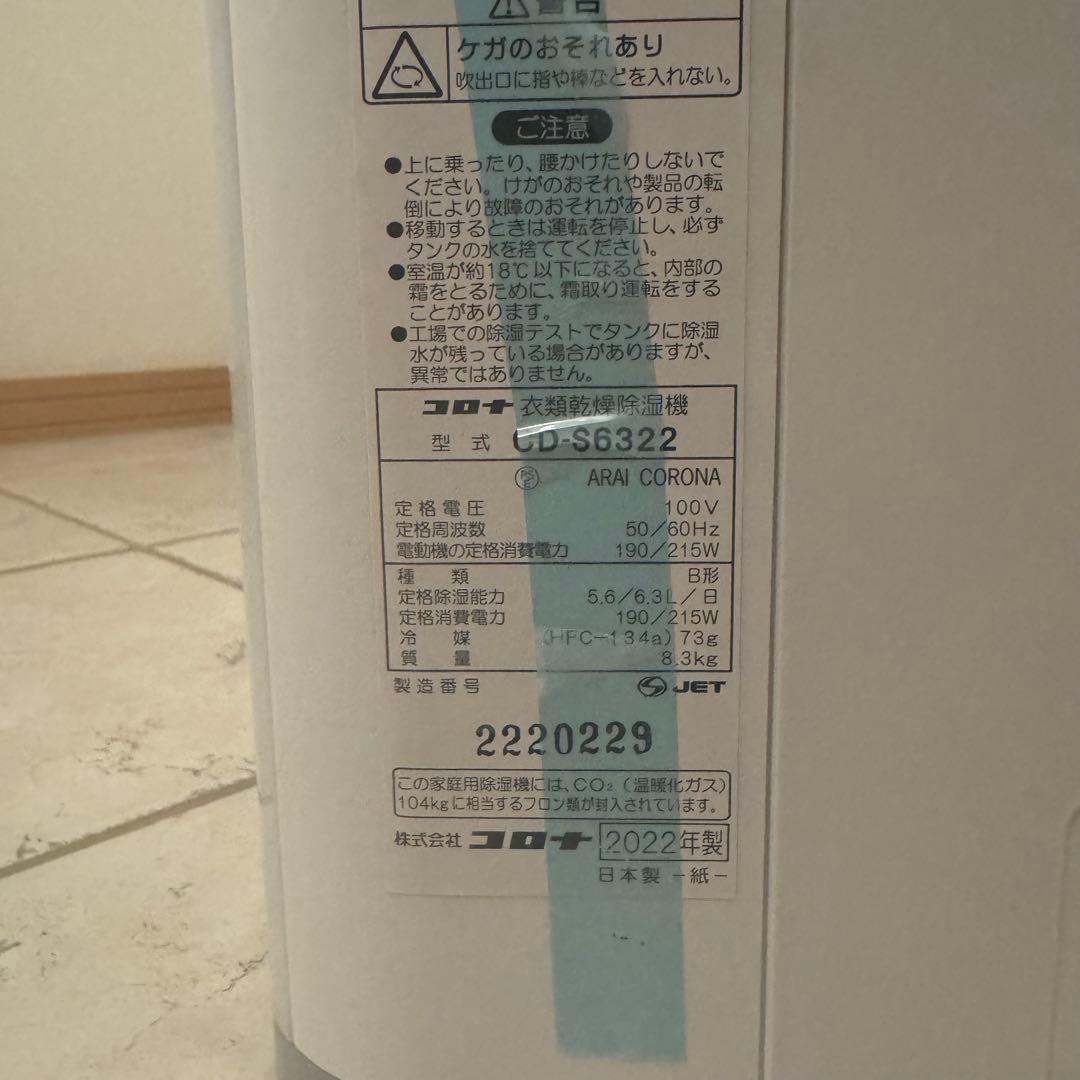 警告
ケガのおそれあり
吹出口に指や棒などを入れない。
ご注意
●上に乗ったり、腰かけたりしないで
ください。けがのおそれや製品の転
倒により故障のおそれがあります。
●移動するときは運転を停止し、必ず
タンクの水を捨ててください。
●室温が約18℃以下になると、内部の
霜をとるために、霜取り運転をする
ことがあります。
●工場での除湿テストでタンクに除湿
水が残っている場合がありますが、
異常ではありません。
コロナ 衣類乾燥除湿機
型式 CD-S6322
PSE ARAI CORONA
定格電圧 100V
定格周波数 50/60Hz
電動機の定格消費電力 190/215W
種類 B形
定格除湿能力 5.6/6.3L/日
定格消費電力 190/215W
冷媒 (HFC-134a) 73g
質量 8.3kg
製造番号 JET
2220229
この家庭用除湿機には、CO₂(温暖化ガス)
104kgに相当するフロン類が封入されています。
株式会社 コロナ 2022年製
日本製 -紙-